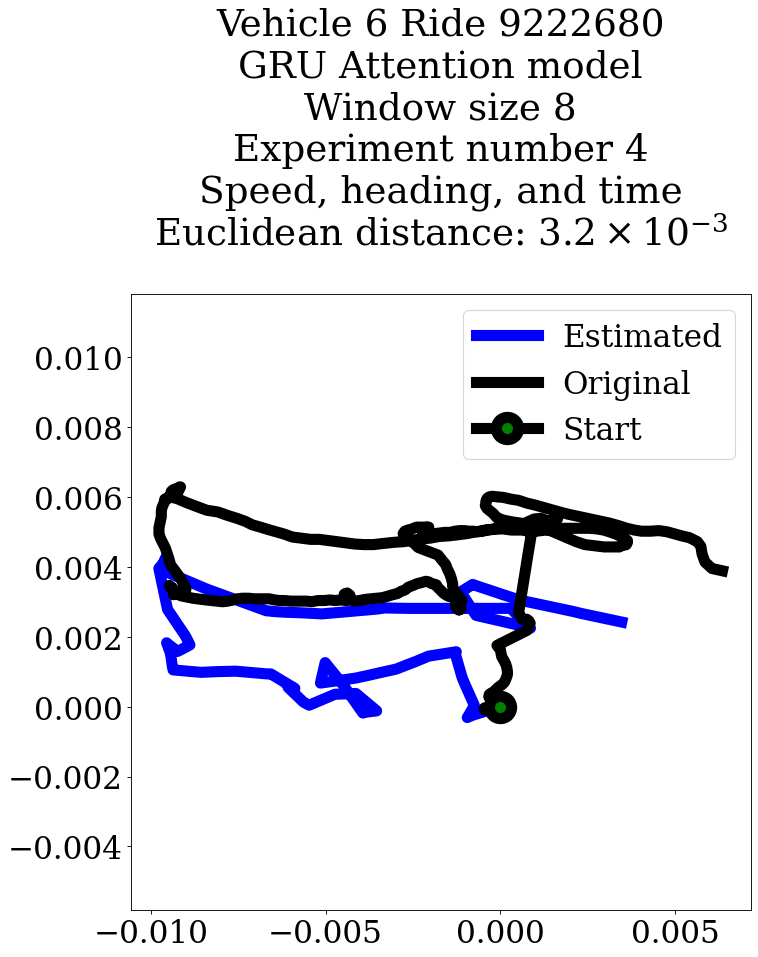 Vehicle 6 Ride 9222680
GRU Attention model
Window size 8
Experiment number 4
Speed, heading, and time
Euclidean distance: 3.2 × 10⁻³
Estimated
Original
Start
0.010
0.008
0.006
0.004
0.002
0.000
−0.002
−0.004
−0.010
−0.005
0.000
0.005